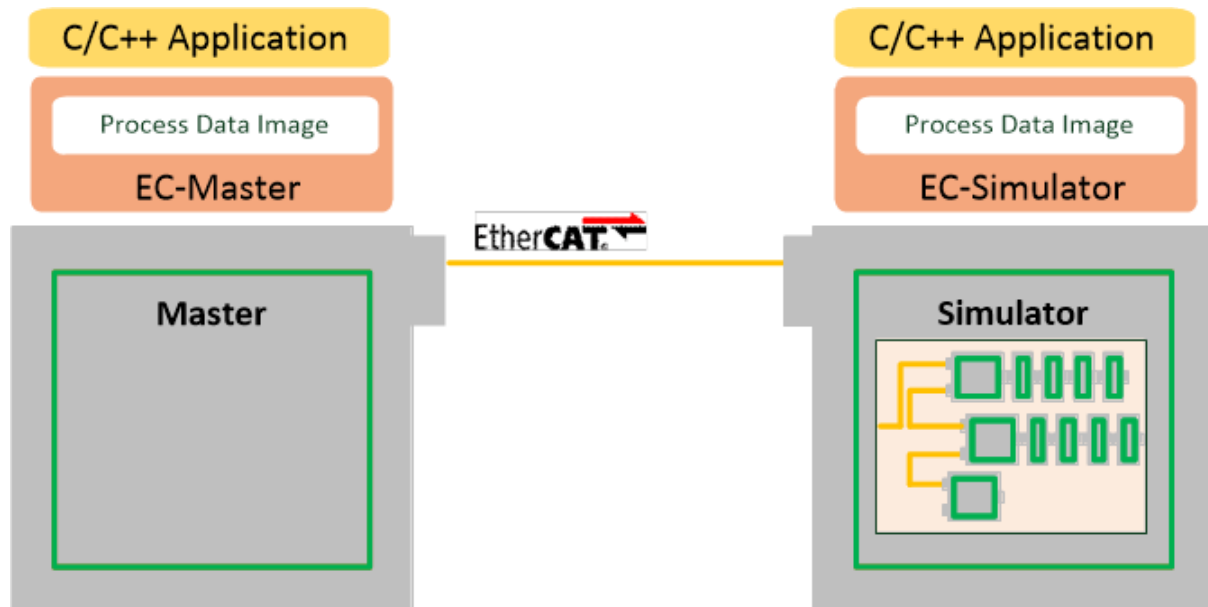 C/C++ Application
Process Data Image
EC-Master
Master
EtherCAT®
C/C++ Application
Process Data Image
EC-Simulator
Simulator